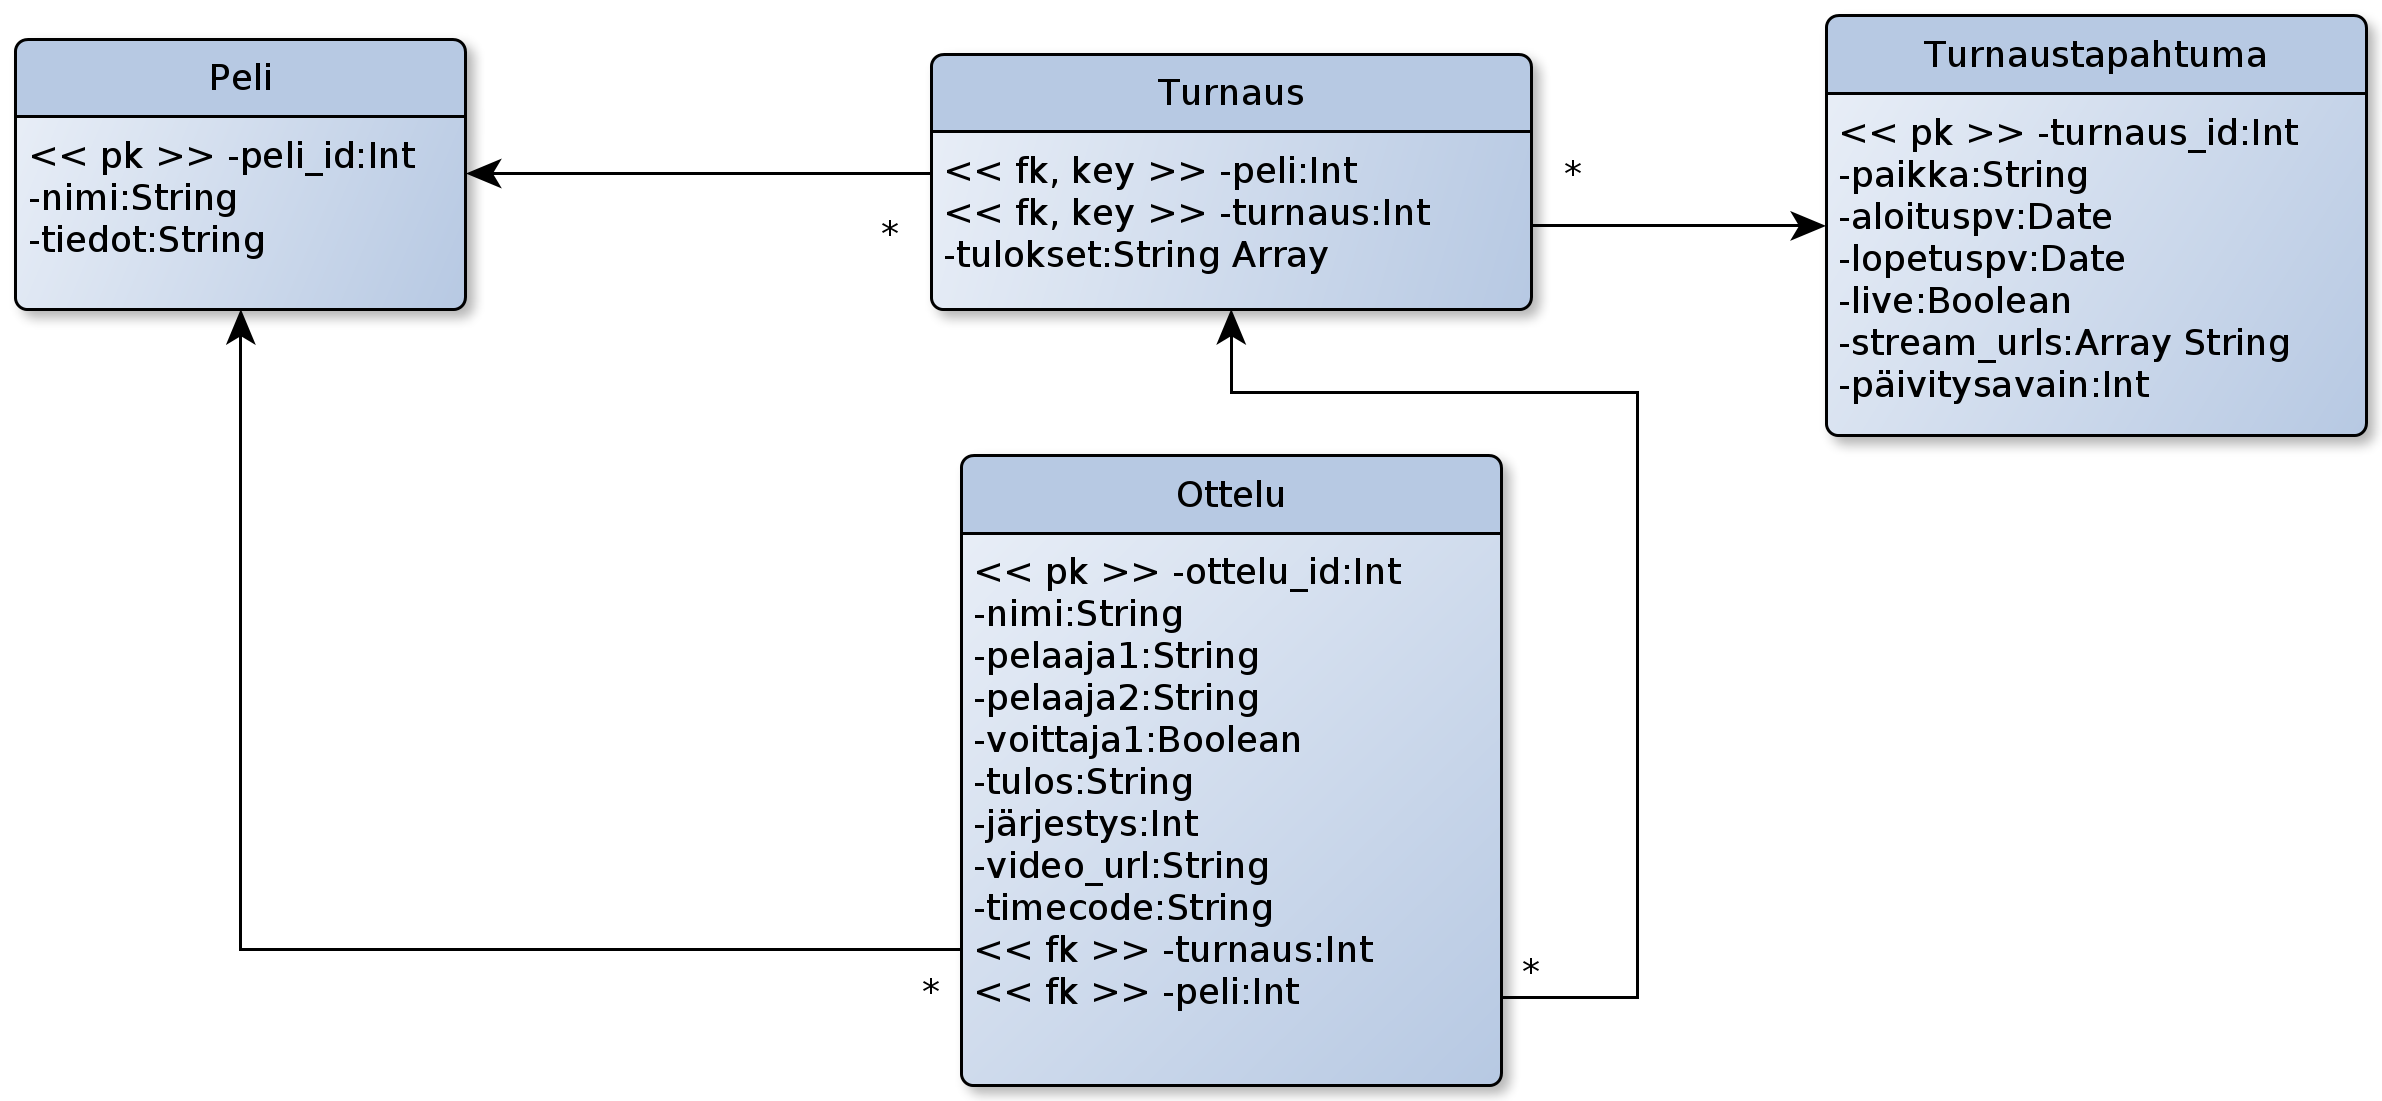 Peli
<< pk >> -peli_id:Int
-nimi:String
-tiedot:String
*
Turnaus
<< fk, key >> -peli:Int
<< fk, key >> -turnaus:Int
-tulokset:String Array
*
Turnaustapahtuma
<< pk >> -turnaus_id:Int
-paikka:String
-aloituspv:Date
-lopetuspv:Date
-live:Boolean
-stream_urls:Array String
-päivitysavain:Int
Ottelu
<< pk >> -ottelu_id:Int
-nimi:String
-pelaaja1:String
-pelaaja2:String
-voittaja1:Boolean
-tulos:String
-järjestys:Int
-video_url:String
-timecode:String
<< fk >> -turnaus:Int
<< fk >> -peli:Int
*
*